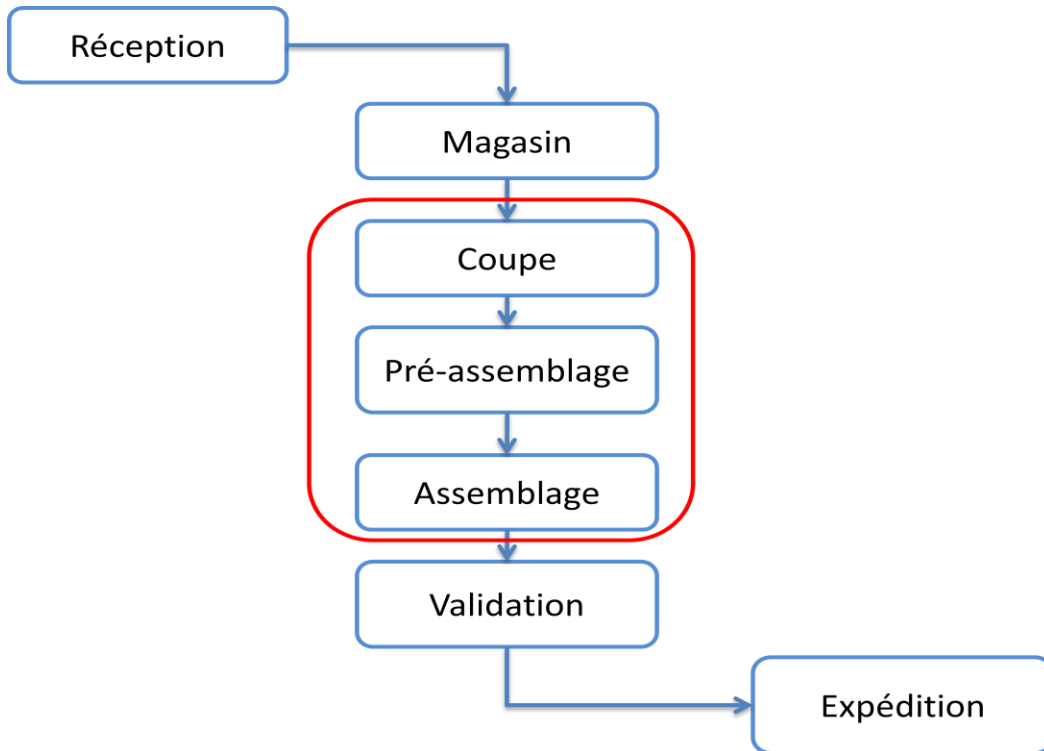 Réception
Magasin
Coupe
Pré-assemblage
Assemblage
Validation
Expédition